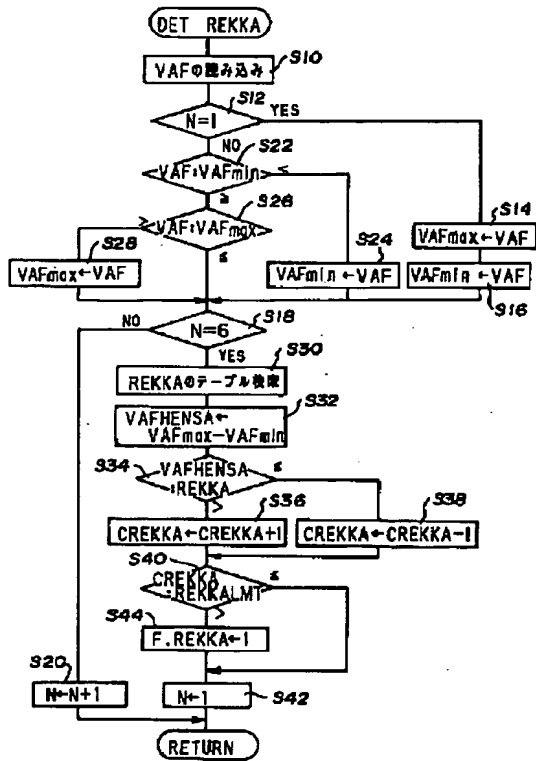 DET REKKA
S10
VAFの読み込み
S12
YES
N=1
NO
S22
VAF:VAFmin
<
≧
S26
>
VAF:VAFmax
S14
S28
≦
S24
VAFmax←VAF
VAFmax←VAF
VAFmin←VAF
VAFmin←VAF
S16
NO
S18
N=6
YES
S30
REKKAのテーブル検索
S32
VAFHENSA←
VAFmax−VAFmin
S34
VAFHENSA
:REKKA
≦
>
S36
S38
CREKKA←CREKKA+1
CREKKA←CREKKA−1
S40
CREKKA
:REKKALMT
≦
>
S44
F.REKKA←1
S20
N←N+1
N←1
S42
RETURN